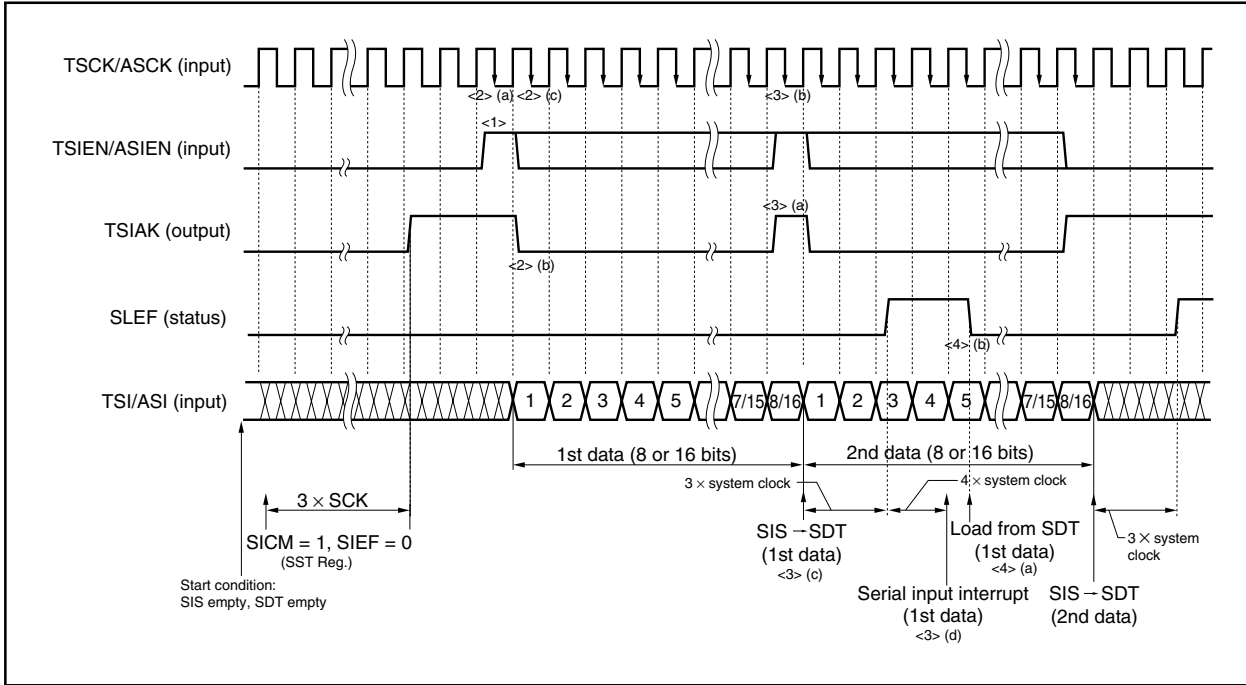 TSCK/ASCK (input)
<2> (a) <2> (c) <3> (b)
<1>
TSIEN/ASIEN (input)
<3> (a)
TSIAK (output)
<2> (b)
SLEF (status)
<4> (b)
TSI/ASI (input) 1 2 3 4 5 7/15 8/16 1 2 3 4 5 7/15 8/16
1st data (8 or 16 bits) 2nd data (8 or 16 bits)
3 × system clock 4 × system clock
3 × SCK
SICM = 1, SIEF = 0
(SST Reg.)
Start condition:
SIS empty, SDT empty
SIS → SDT
(1st data)
<3> (c)
Load from SDT
(1st data)
<4> (a)
3 × system
clock
Serial input interrupt
(1st data)
<3> (d)
SIS → SDT
(2nd data)